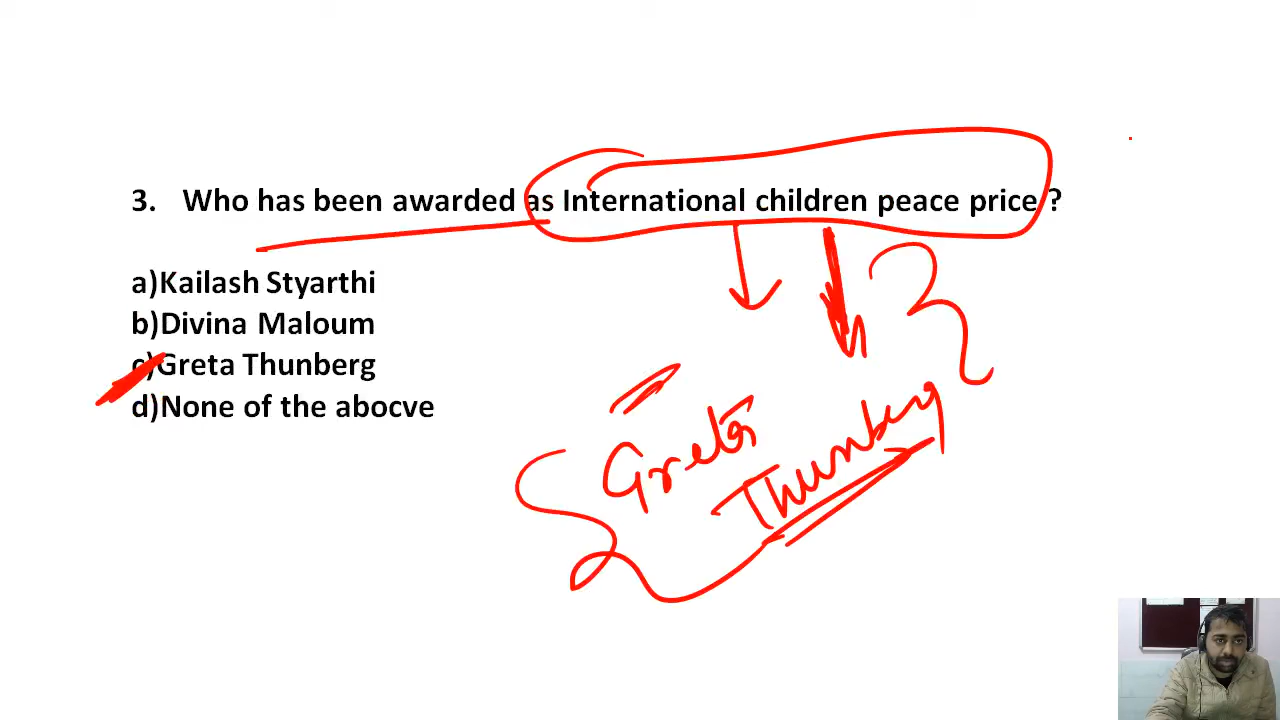 3. Who has been awarded as International children peace price ?
a)Kailash Styarthi
b)Divina Maloum
c)Greta Thunberg
d)None of the abocve
Greta
Thunberg